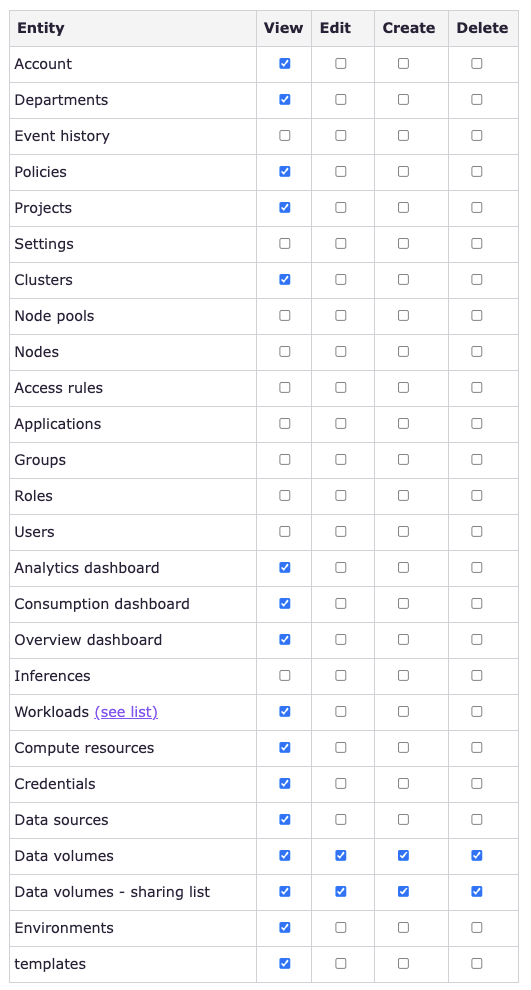 Entity View Edit Create Delete
Account
Departments
Event history
Policies
Projects
Settings
Clusters
Node pools
Nodes
Access rules
Applications
Groups
Roles
Users
Analytics dashboard
Consumption dashboard
Overview dashboard
Inferences
Workloads (see list)
Compute resources
Credentials
Data sources
Data volumes
Data volumes - sharing list
Environments
templates